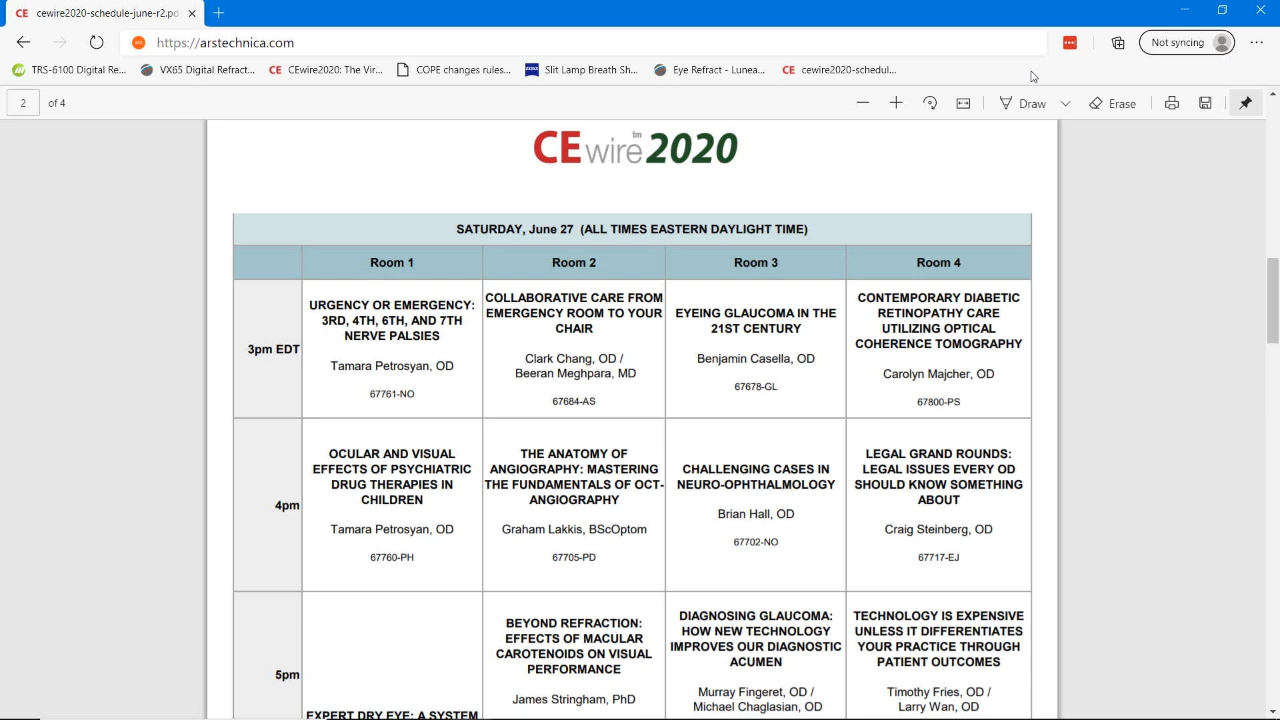 CE cewire2020-schedule-june-r2.pd
https://arstechnica.com
Not syncing
TRS-6100 Digital Re...
VX65 Digital Refract...
CE CEwire2020: The Vir...
COPE changes rules...
Slit Lamp Breath Sh...
Eye Refract - Lunea...
CE cewire2020-schedul...
2 of 4
Draw
Erase
CEwire2020
tm
SATURDAY, June 27 (ALL TIMES EASTERN DAYLIGHT TIME)
Room 1
Room 2
Room 3
Room 4
3pm EDT
URGENCY OR EMERGENCY:
3RD, 4TH, 6TH, AND 7TH
NERVE PALSIES
Tamara Petrosyan, OD
67761-NO
COLLABORATIVE CARE FROM
EMERGENCY ROOM TO YOUR
CHAIR
Clark Chang, OD /
Beeran Meghpara, MD
67684-AS
EYEING GLAUCOMA IN THE
21ST CENTURY
Benjamin Casella, OD
67678-GL
CONTEMPORARY DIABETIC
RETINOPATHY CARE
UTILIZING OPTICAL
COHERENCE TOMOGRAPHY
Carolyn Majcher, OD
67800-PS
4pm
OCULAR AND VISUAL
EFFECTS OF PSYCHIATRIC
DRUG THERAPIES IN
CHILDREN
Tamara Petrosyan, OD
67760-PH
THE ANATOMY OF
ANGIOGRAPHY: MASTERING
THE FUNDAMENTALS OF OCT-
ANGIOGRAPHY
Graham Lakkis, BScOptom
67705-PD
CHALLENGING CASES IN
NEURO-OPHTHALMOLOGY
Brian Hall, OD
67702-NO
LEGAL GRAND ROUNDS:
LEGAL ISSUES EVERY OD
SHOULD KNOW SOMETHING
ABOUT
Craig Steinberg, OD
67717-EJ
5pm
EXPERT DRY EYE: A SYSTEM
BEYOND REFRACTION:
EFFECTS OF MACULAR
CAROTENOIDS ON VISUAL
PERFORMANCE
James Stringham, PhD
DIAGNOSING GLAUCOMA:
HOW NEW TECHNOLOGY
IMPROVES OUR DIAGNOSTIC
ACUMEN
Murray Fingeret, OD /
Michael Chaglasian, OD
TECHNOLOGY IS EXPENSIVE
UNLESS IT DIFFERENTIATES
YOUR PRACTICE THROUGH
PATIENT OUTCOMES
Timothy Fries, OD /
Larry Wan, OD